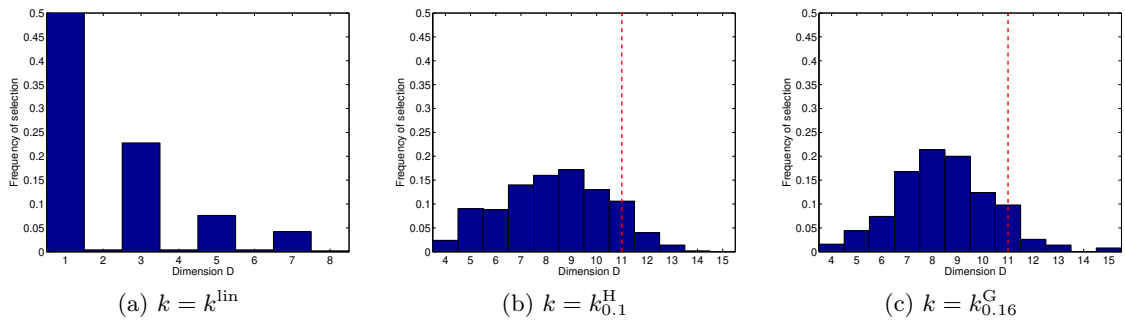 Frequency of selection
0.5
0.45
0.4
0.35
0.3
0.25
0.2
0.15
0.1
0.05
0
1 2 3 4 5 6 7 8
Dimension D
(a) k = k^lin
Frequency of selection
0.5
0.45
0.4
0.35
0.3
0.25
0.2
0.15
0.1
0.05
0
4 5 6 7 8 9 10 11 12 13 14 15
Dimension D
(b) k = k^H_0.1
Frequency of selection
0.5
0.45
0.4
0.35
0.3
0.25
0.2
0.15
0.1
0.05
0
4 5 6 7 8 9 10 11 12 13 14 15
Dimension D
(c) k = k^G_0.16